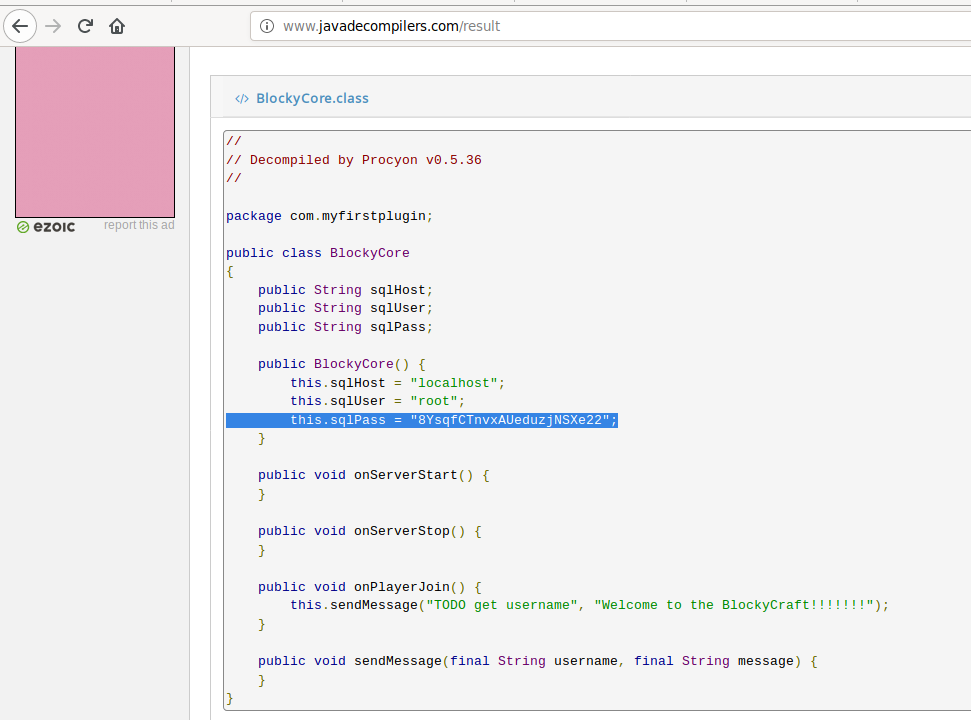 www.javadecompilers.com/result
</> BlockyCore.class
ezoic report this ad
//
// Decompiled by Procyon v0.5.36
//
package com.myfirstplugin;
public class BlockyCore
{
    public String sqlHost;
    public String sqlUser;
    public String sqlPass;
    public BlockyCore() {
        this.sqlHost = "localhost";
        this.sqlUser = "root";
        this.sqlPass = "8YsqfCTnvxAUeduzjNSXe22";
    }
    public void onServerStart() {
    }
    public void onServerStop() {
    }
    public void onPlayerJoin() {
        this.sendMessage("TODO get username", "Welcome to the BlockyCraft!!!!!!!");
    }
    public void sendMessage(final String username, final String message) {
    }
}